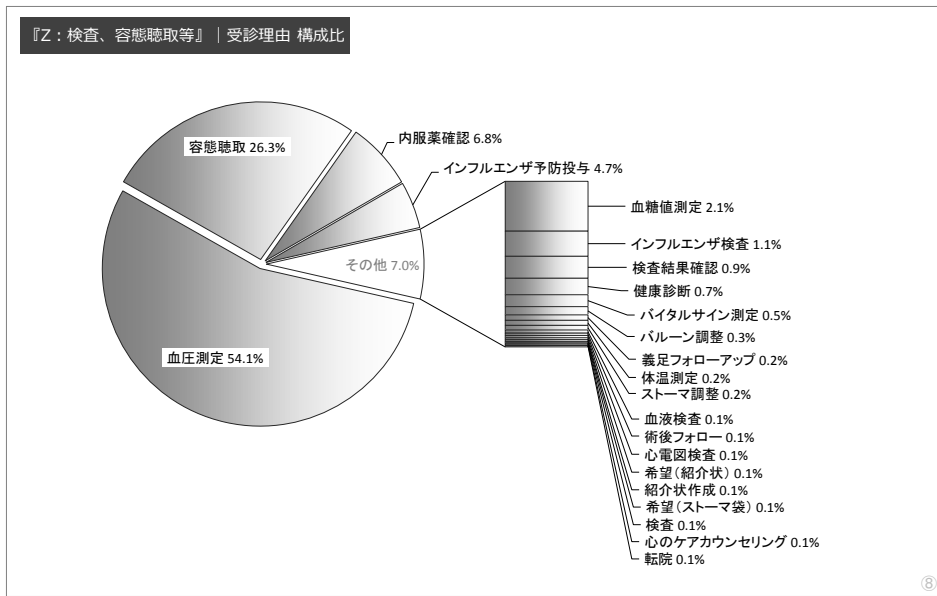 『Z：検査、容態聴取等』｜受診理由 構成比
容態聴取 26.3%
内服薬確認 6.8%
インフルエンザ予防投与 4.7%
その他 7.0%
血圧測定 54.1%
血糖値測定 2.1%
インフルエンザ検査 1.1%
検査結果確認 0.9%
健康診断 0.7%
バイタルサイン測定 0.5%
バルーン調整 0.3%
義足フォローアップ 0.2%
体温測定 0.2%
ストーマ調整 0.2%
血液検査 0.1%
術後フォロー 0.1%
心電図検査 0.1%
希望（紹介状） 0.1%
紹介状作成 0.1%
希望（ストーマ袋） 0.1%
検査 0.1%
心のケアカウンセリング 0.1%
転院 0.1%
⑧